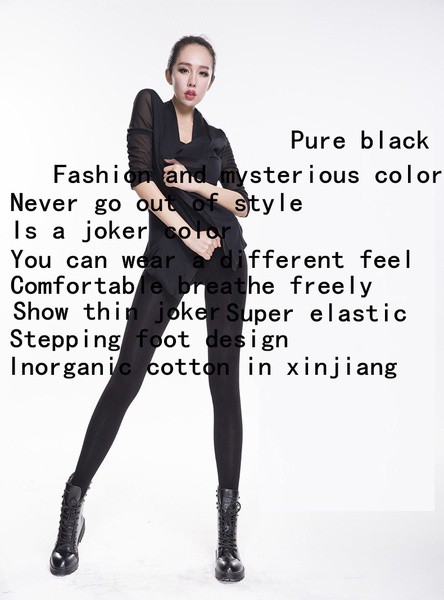 Pure black
Fashion and mysterious color
Never go out of style
Is a joker color
You can wear a different feel
Comfortable breathe freely
Show thin joker Super elastic
Stepping foot design
Inorganic cotton in xinjiang